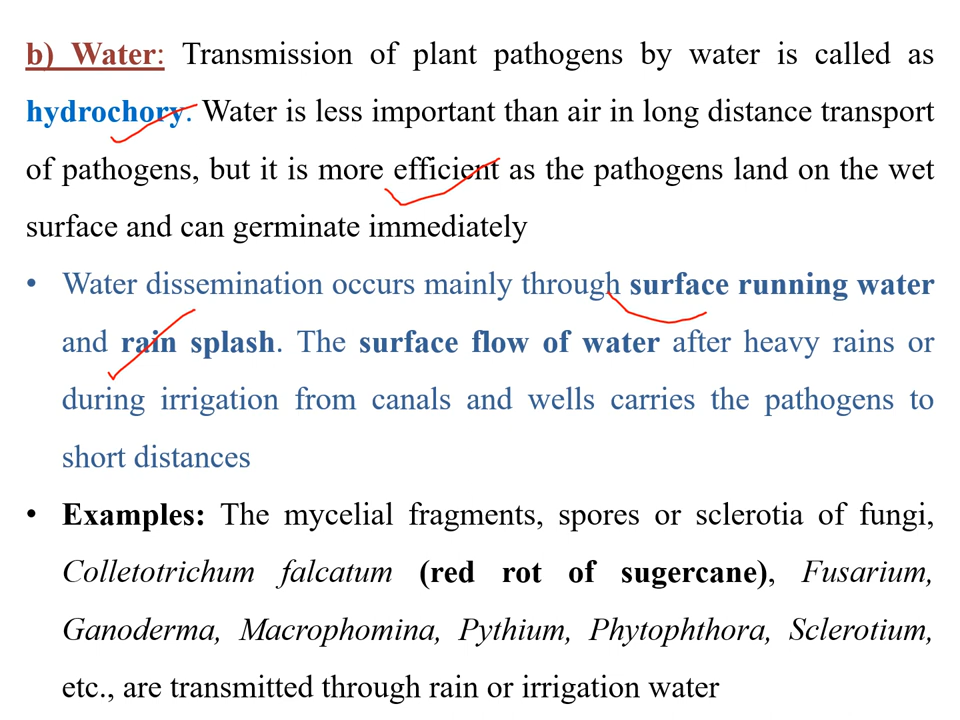 b) Water: Transmission of plant pathogens by water is called as
hydrochory. Water is less important than air in long distance transport
of pathogens, but it is more efficient as the pathogens land on the wet
surface and can germinate immediately
• Water dissemination occurs mainly through surface running water
and rain splash. The surface flow of water after heavy rains or
during irrigation from canals and wells carries the pathogens to
short distances
• Examples: The mycelial fragments, spores or sclerotia of fungi,
Colletotrichum falcatum (red rot of sugercane), Fusarium,
Ganoderma, Macrophomina, Pythium, Phytophthora, Sclerotium,
etc., are transmitted through rain or irrigation water